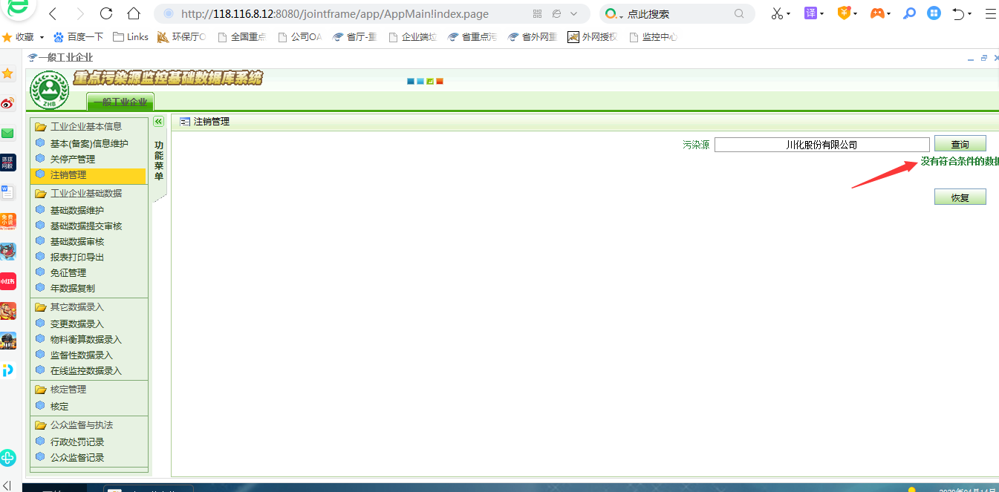 http://118.116.8.12:8080/jointframe/app/AppMain!index.page
点此搜索
译
收藏
百度一下
Links
环保厅O
全国重点
公司OA
省厅-重
企业端垃
省重点污
省外网重
外网授权
监控中心
一般工业企业
重点污染源监控基础数据库系统
ZHB
一般工业企业
工业企业基本信息
基本(备案)信息维护
关停产管理
注销管理
工业企业基础数据
基础数据维护
基础数据提交审核
基础数据审核
报表打印导出
免征管理
年数据复制
其它数据录入
变更数据录入
物料衡算数据录入
监督性数据录入
在线监控数据录入
核定管理
核定
公众监督与执法
行政处罚记录
公众监督记录
功能菜单
注销管理
污染源
川化股份有限公司
查询
没有符合条件的数据
恢复
环球
网校
免费
小说
小红书